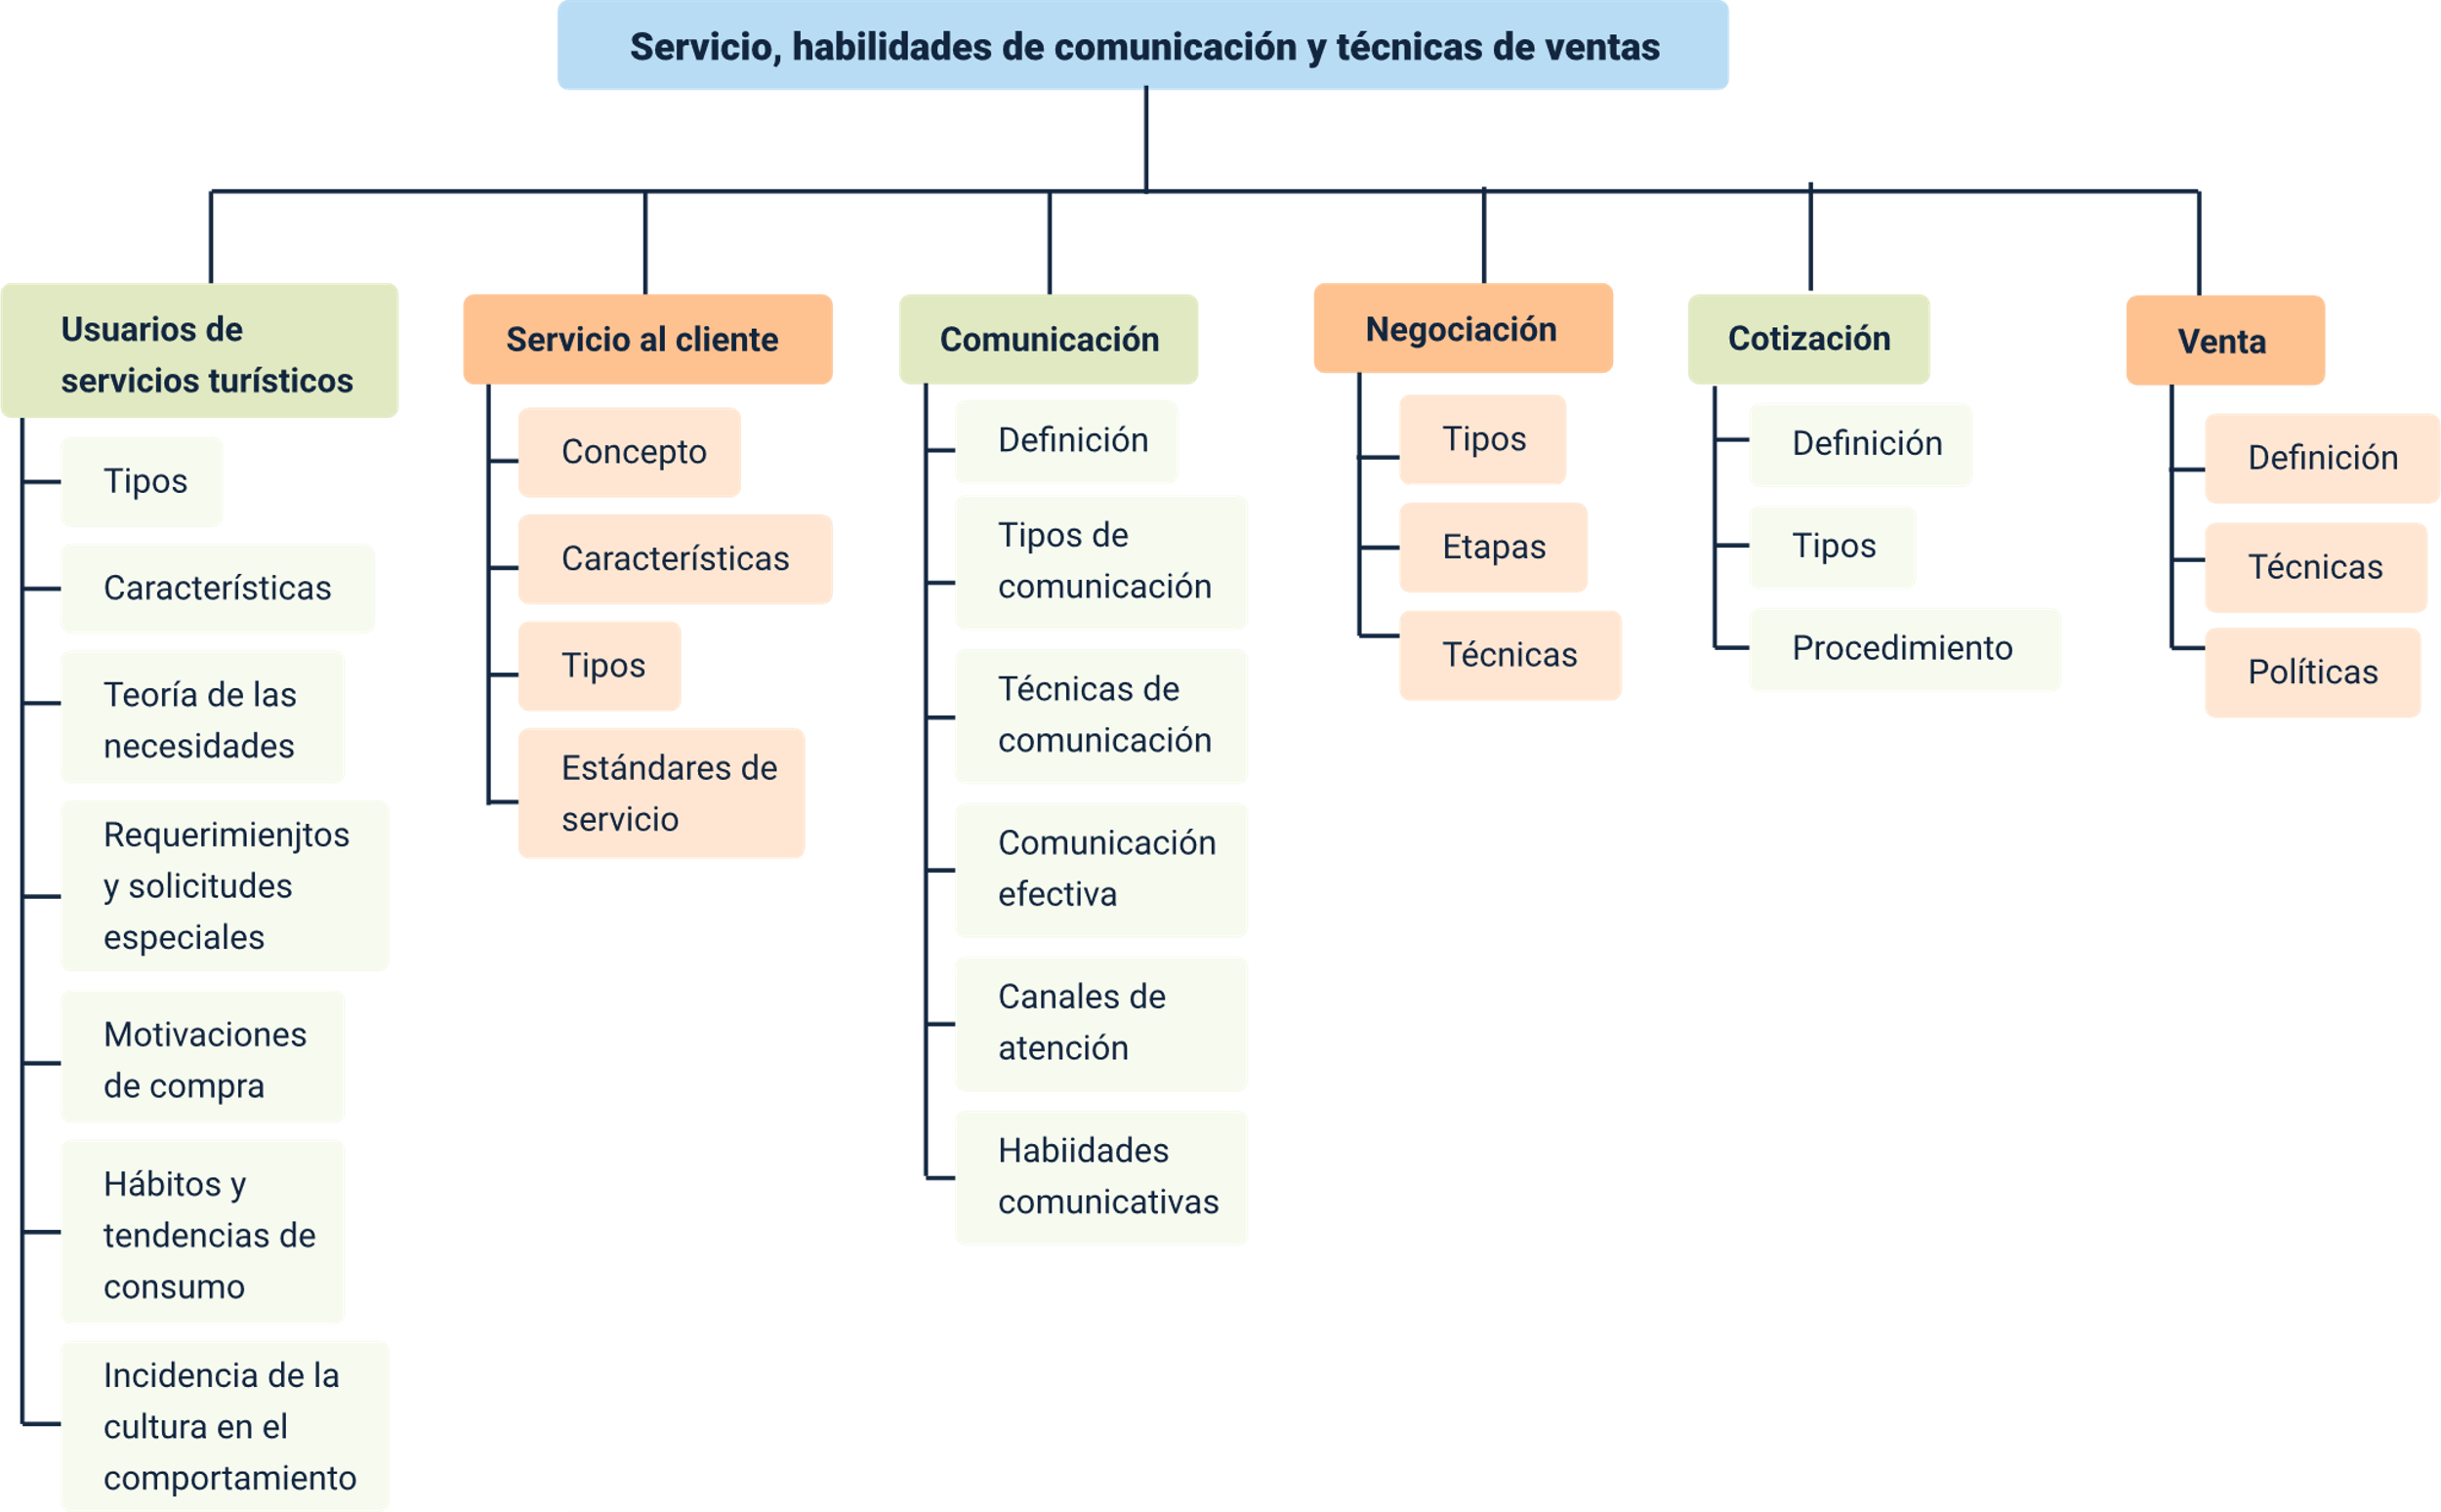 Servicio, habilidades de comunicación y técnicas de ventas
Usuarios de
servicios turísticos
Tipos
Características
Teoría de las
necesidades
Requerimienjtos
y solicitudes
especiales
Motivaciones
de compra
Hábitos y
tendencias de
consumo
Incidencia de la
cultura en el
comportamiento
Servicio al cliente
Concepto
Características
Tipos
Estándares de
servicio
Comunicación
Definición
Tipos de
comunicación
Técnicas de
comunicación
Comunicación
efectiva
Canales de
atención
Habiidades
comunicativas
Negociación
Tipos
Etapas
Técnicas
Cotización
Definición
Tipos
Procedimiento
Venta
Definición
Técnicas
Políticas